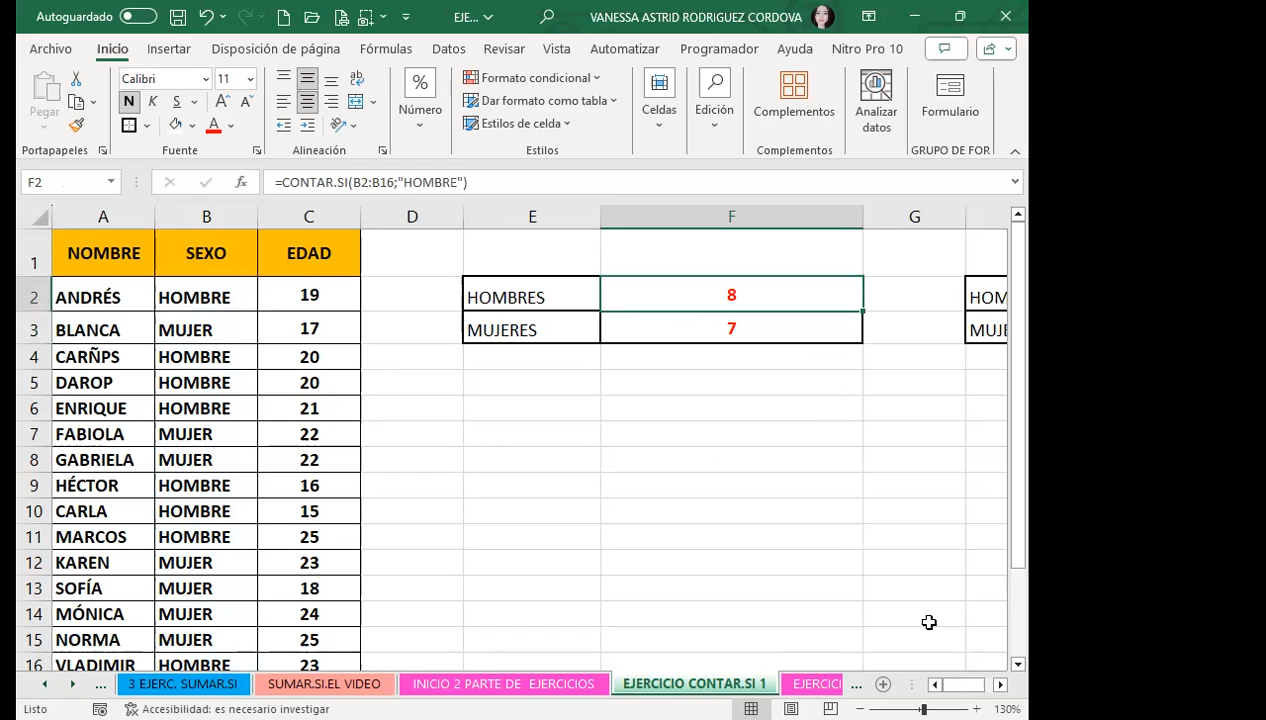 Autoguardado EJE... VANESSA ASTRID RODRIGUEZ CORDOVA
Archivo Inicio Insertar Disposición de página Fórmulas Datos Revisar Vista Automatizar Programador Ayuda Nitro Pro 10
Pegar Calibri 11 N K S A A ab % Número Formato condicional Celdas Edición Complementos Analizar datos Formulario
Dar formato como tabla
Estilos de celda
Portapapeles Fuente Alineación Estilos Complementos GRUPO DE FOR
F2 fx =CONTAR.SI(B2:B16;"HOMBRE")
A B C D E F G
1 NOMBRE SEXO EDAD
2 ANDRÉS HOMBRE 19 HOMBRES 8 HOM
3 BLANCA MUJER 17 MUJERES 7 MUJE
4 CARÑPS HOMBRE 20
5 DAROP HOMBRE 20
6 ENRIQUE HOMBRE 21
7 FABIOLA MUJER 22
8 GABRIELA MUJER 22
9 HÉCTOR HOMBRE 16
10 CARLA HOMBRE 15
11 MARCOS HOMBRE 25
12 KAREN MUJER 23
13 SOFÍA MUJER 18
14 MÓNICA MUJER 24
15 NORMA MUJER 25
16 VLADIMIR HOMBRE 23
... 3 EJERC. SUMAR.SI SUMAR.SI.EL VIDEO INICIO 2 PARTE DE EJERCICIOS EJERCICIO CONTAR.SI 1 EJERCICI ...
Listo Accesibilidad: es necesario investigar 130%